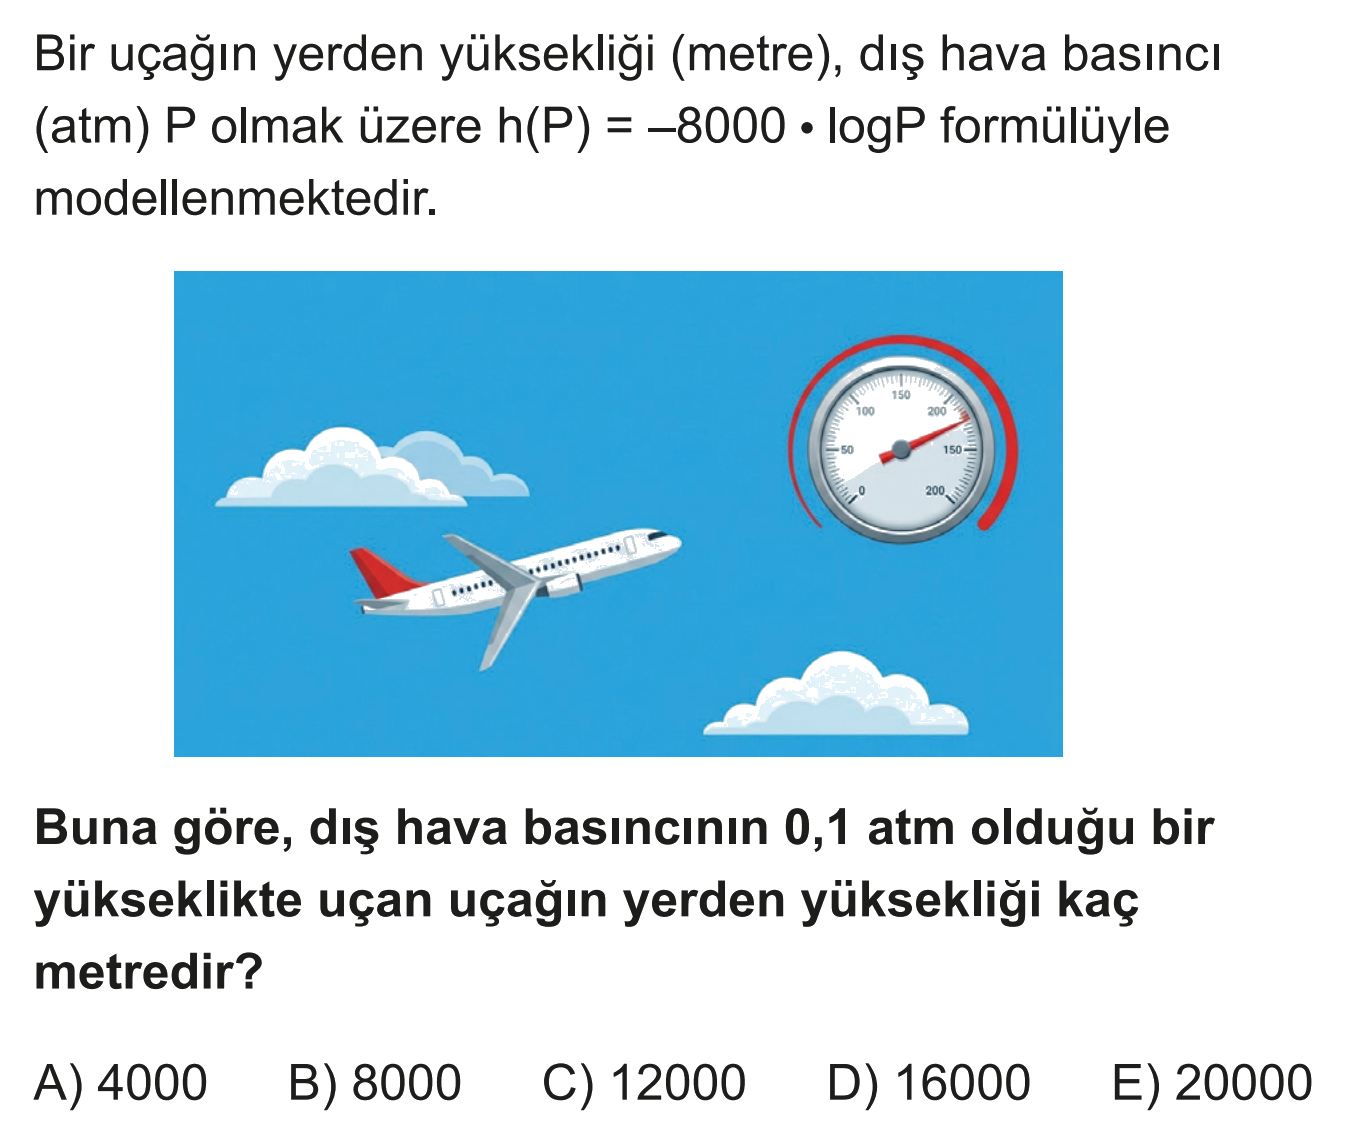 Bir uçağın yerden yüksekliği (metre), dış hava basıncı
(atm) P olmak üzere h(P) = –8000 • logP formülüyle
modellenmektedir.
150
100
200
50
150
0
200
Buna göre, dış hava basıncının 0,1 atm olduğu bir
yükseklikte uçan uçağın yerden yüksekliği kaç
metredir?
A) 4000 B) 8000 C) 12000 D) 16000 E) 20000